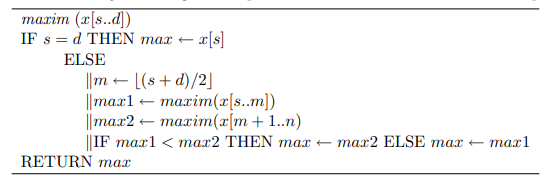 maxim (x[s..d])
IF s = d THEN max ← x[s]
ELSE
‖m ← ⌊(s + d)/2⌋
‖max1 ← maxim(x[s..m])
‖max2 ← maxim(x[m + 1..n)
‖IF max1 < max2 THEN max ← max2 ELSE max ← max1
RETURN max